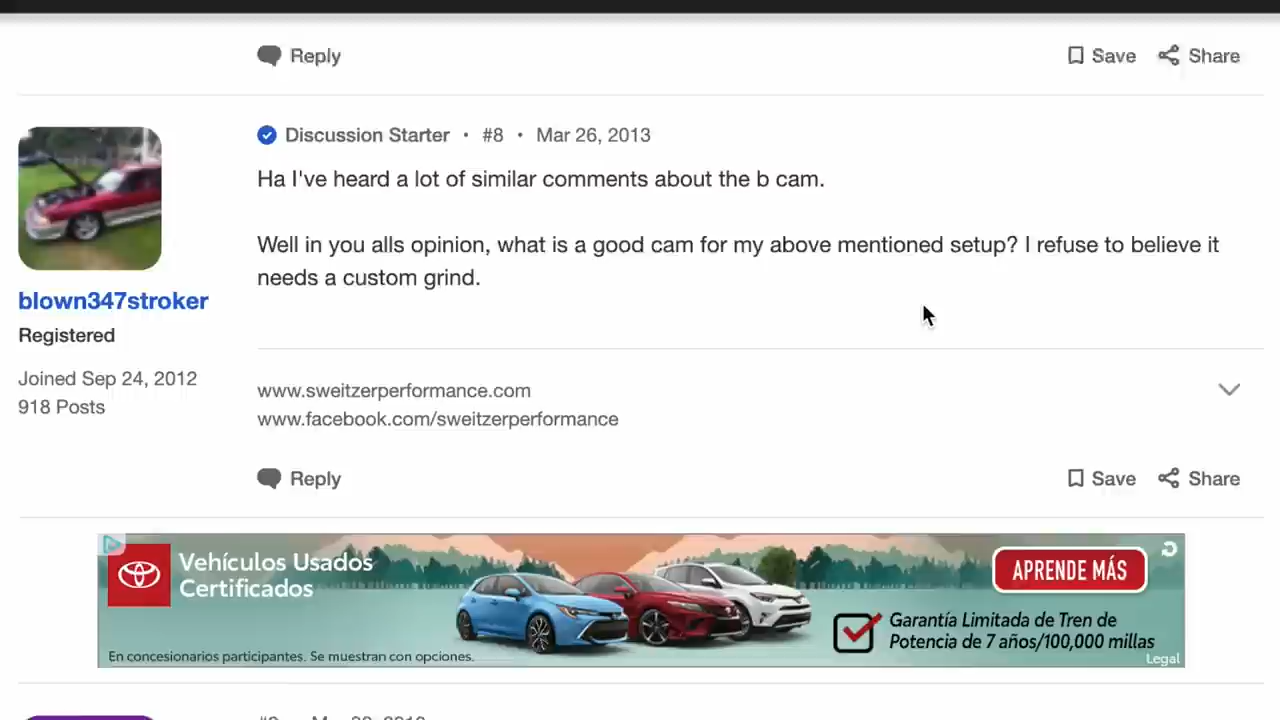 Reply
Save
Share
Discussion Starter • #8 • Mar 26, 2013
Ha I've heard a lot of similar comments about the b cam.
Well in you alls opinion, what is a good cam for my above mentioned setup? I refuse to believe it
needs a custom grind.
blown347stroker
Registered
Joined Sep 24, 2012
918 Posts
www.sweitzerperformance.com
www.facebook.com/sweitzerperformance
Reply
Save
Share
Vehículos Usados
Certificados
APRENDE MÁS
Garantía Limitada de Tren de
Potencia de 7 años/100,000 millas
En concesionarios participantes. Se muestran con opciones.
Legal